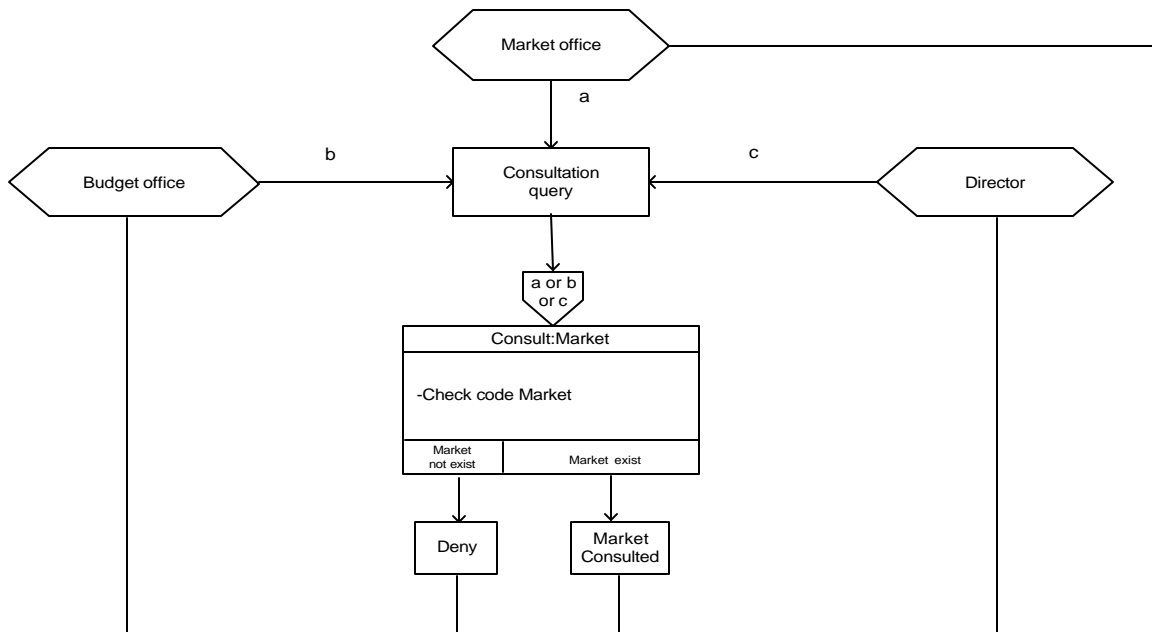 Market office
a
b
c
Budget office
Consultation
query
Director
a or b
or c
Consult:Market
-Check code Market
Market
not exist
Market exist
Deny
Market
Consulted